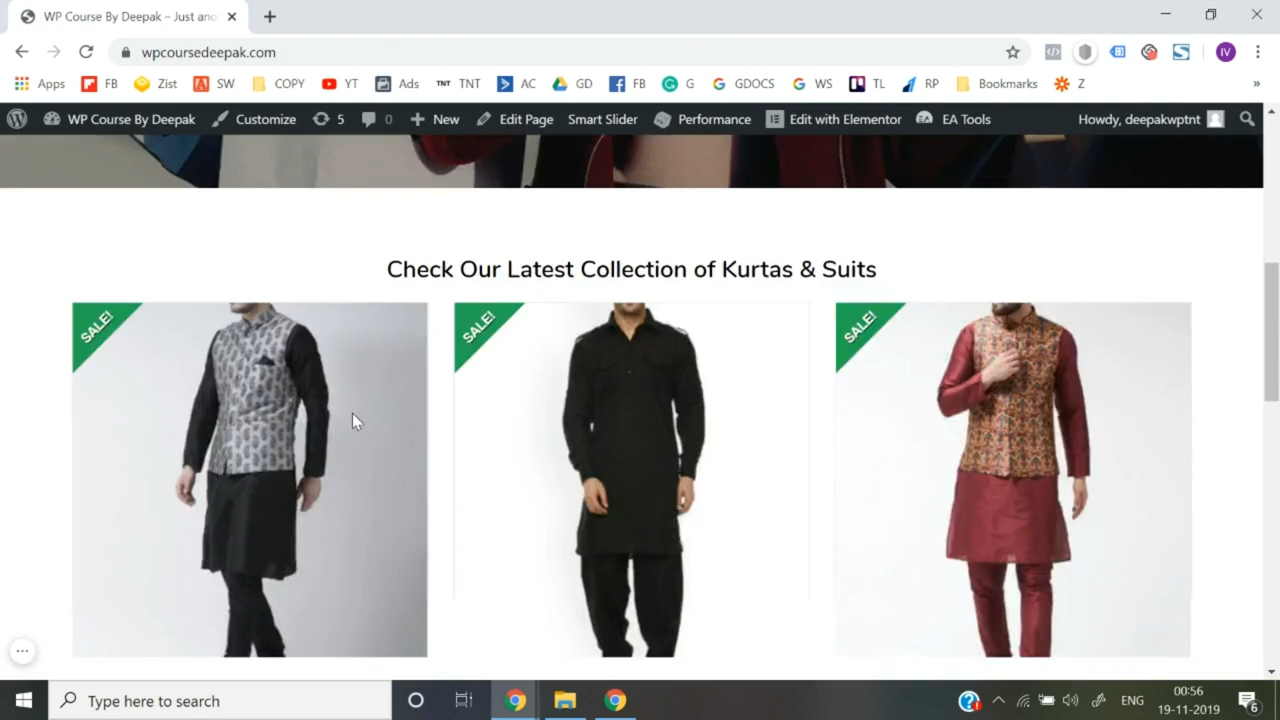 WP Course By Deepak – Just ano
wpcoursedeepak.com
IV
Apps FB Zist SW COPY YT Ads TNT TNT AC GD FB G GDOCS WS TL RP Bookmarks Z »
WP Course By Deepak Customize 5 0 New Edit Page Smart Slider Performance Edit with Elementor EA Tools Howdy, deepakwptnt
Check Our Latest Collection of Kurtas & Suits
SALE! SALE! SALE!
Type here to search
ENG
00:56
19-11-2019
6